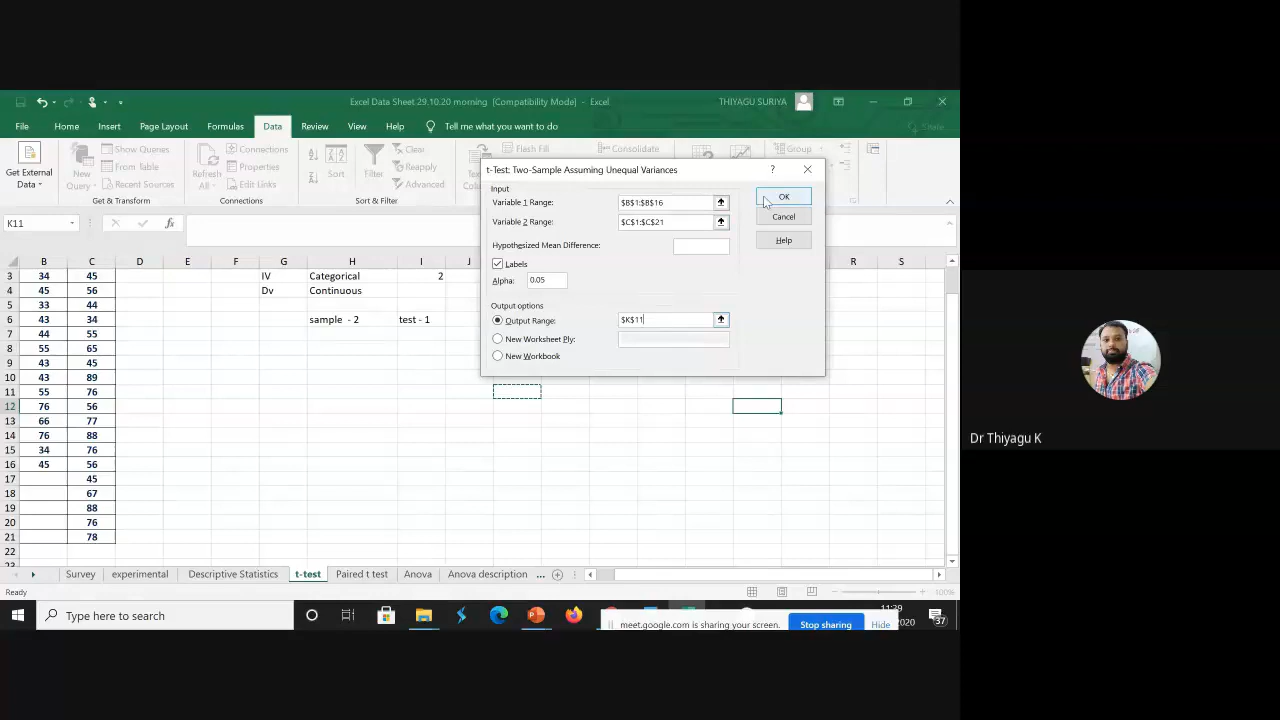 Excel Data Sheet 29.10.20 morning [Compatibility Mode] - Excel
THIYAGU SURIYA
File Home Insert Page Layout Formulas Data Review View Help Tell me what you want to do Share
Get External Data
New Query
Show Queries
From Table
Recent Sources
Get & Transform
Refresh All
Connections
Properties
Edit Links
Connections
Sort
Filter
Clear
Reapply
Advanced
Sort & Filter
Flash Fill
Consolidate
Group
K11
fx
t-Test: Two-Sample Assuming Unequal Variances
Input
Variable 1 Range: $B$1:$B$16
Variable 2 Range: $C$1:$C$21
Hypothesized Mean Difference:
Labels
Alpha: 0.05
Output options
Output Range: $K$11
New Worksheet Ply:
New Workbook
OK
Cancel
Help
B C D E F G H I J R S
3 34 45 IV Categorical 2
4 45 56 Dv Continuous
5 33 44
6 43 34 sample - 2 test - 1
7 44 55
8 55 65
9 43 45
10 43 89
11 55 76
12 76 56
13 66 77
14 76 88
15 34 76
16 45 56
17 45
18 67
19 88
20 76
21 78
22
Survey experimental Descriptive Statistics t-test Paired t test Anova Anova description ...
Ready
100%
Type here to search
meet.google.com is sharing your screen. Stop sharing Hide
37
Dr Thiyagu K